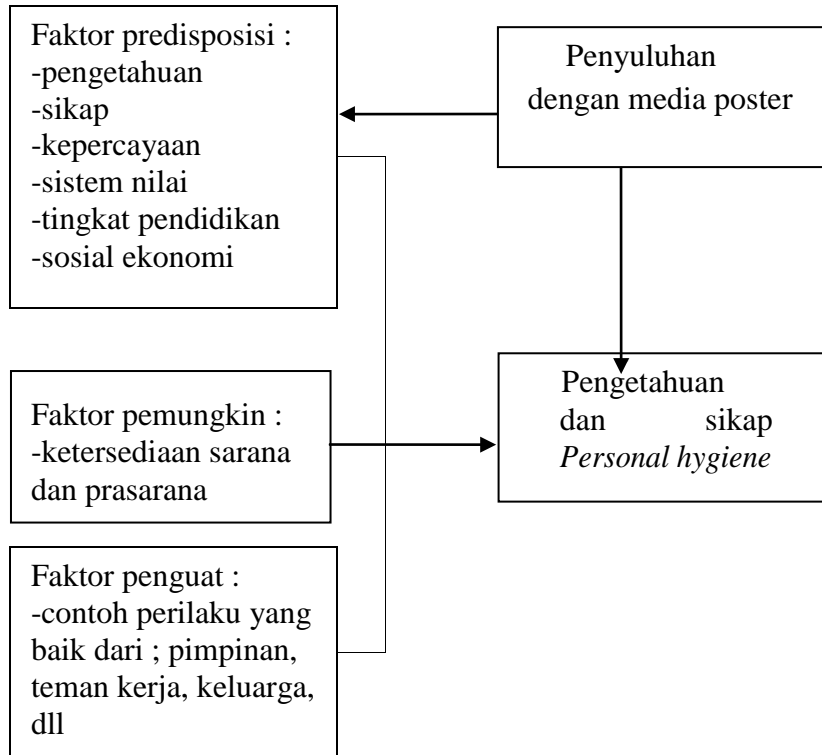 Faktor predisposisi :
-pengetahuan
-sikap
-kepercayaan
-sistem nilai
-tingkat pendidikan
-sosial ekonomi
Penyuluhan
dengan media poster
Faktor pemungkin :
-ketersediaan sarana
dan prasarana
Pengetahuan
dan sikap
Personal hygiene
Faktor penguat :
-contoh perilaku yang
baik dari ; pimpinan,
teman kerja, keluarga,
dll